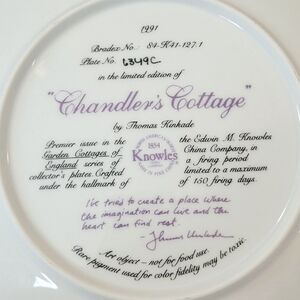 1991
Bradex No. 84-K41-127.1
Plate No. 6349C
in the limited edition of
"Chandler's Cottage"
by Thomas Kinkade
Premier issue in the
Garden Cottages of
England series of
collector's plates. Crafted
under the hallmark of
1854
Knowles
the Edwin M. Knowles
China Company, in
a firing period
limited to a maximum
of 150 firing days.
I've tried to create a place where
the imagination can live and the
heart can find rest.
- Thomas Kinkade
Art object - not for food use
Rare pigment used for color fidelity may be toxic.